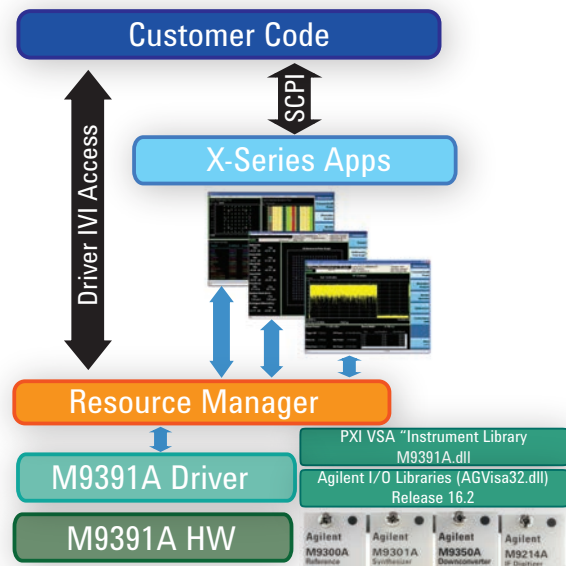 Customer Code
SCPI
Driver IVI Access
X-Series Apps
Resource Manager
PXI VSA “Instrument Library
M9391A.dll
M9391A Driver
Agilent I/O Libraries (AGVisa32.dll)
Release 16.2
M9391A HW
Agilent
M9300A
Reference
Agilent
M9301A
Synthesizer
Agilent
M9350A
Downconverter
Agilent
M9214A
IF Digitizer